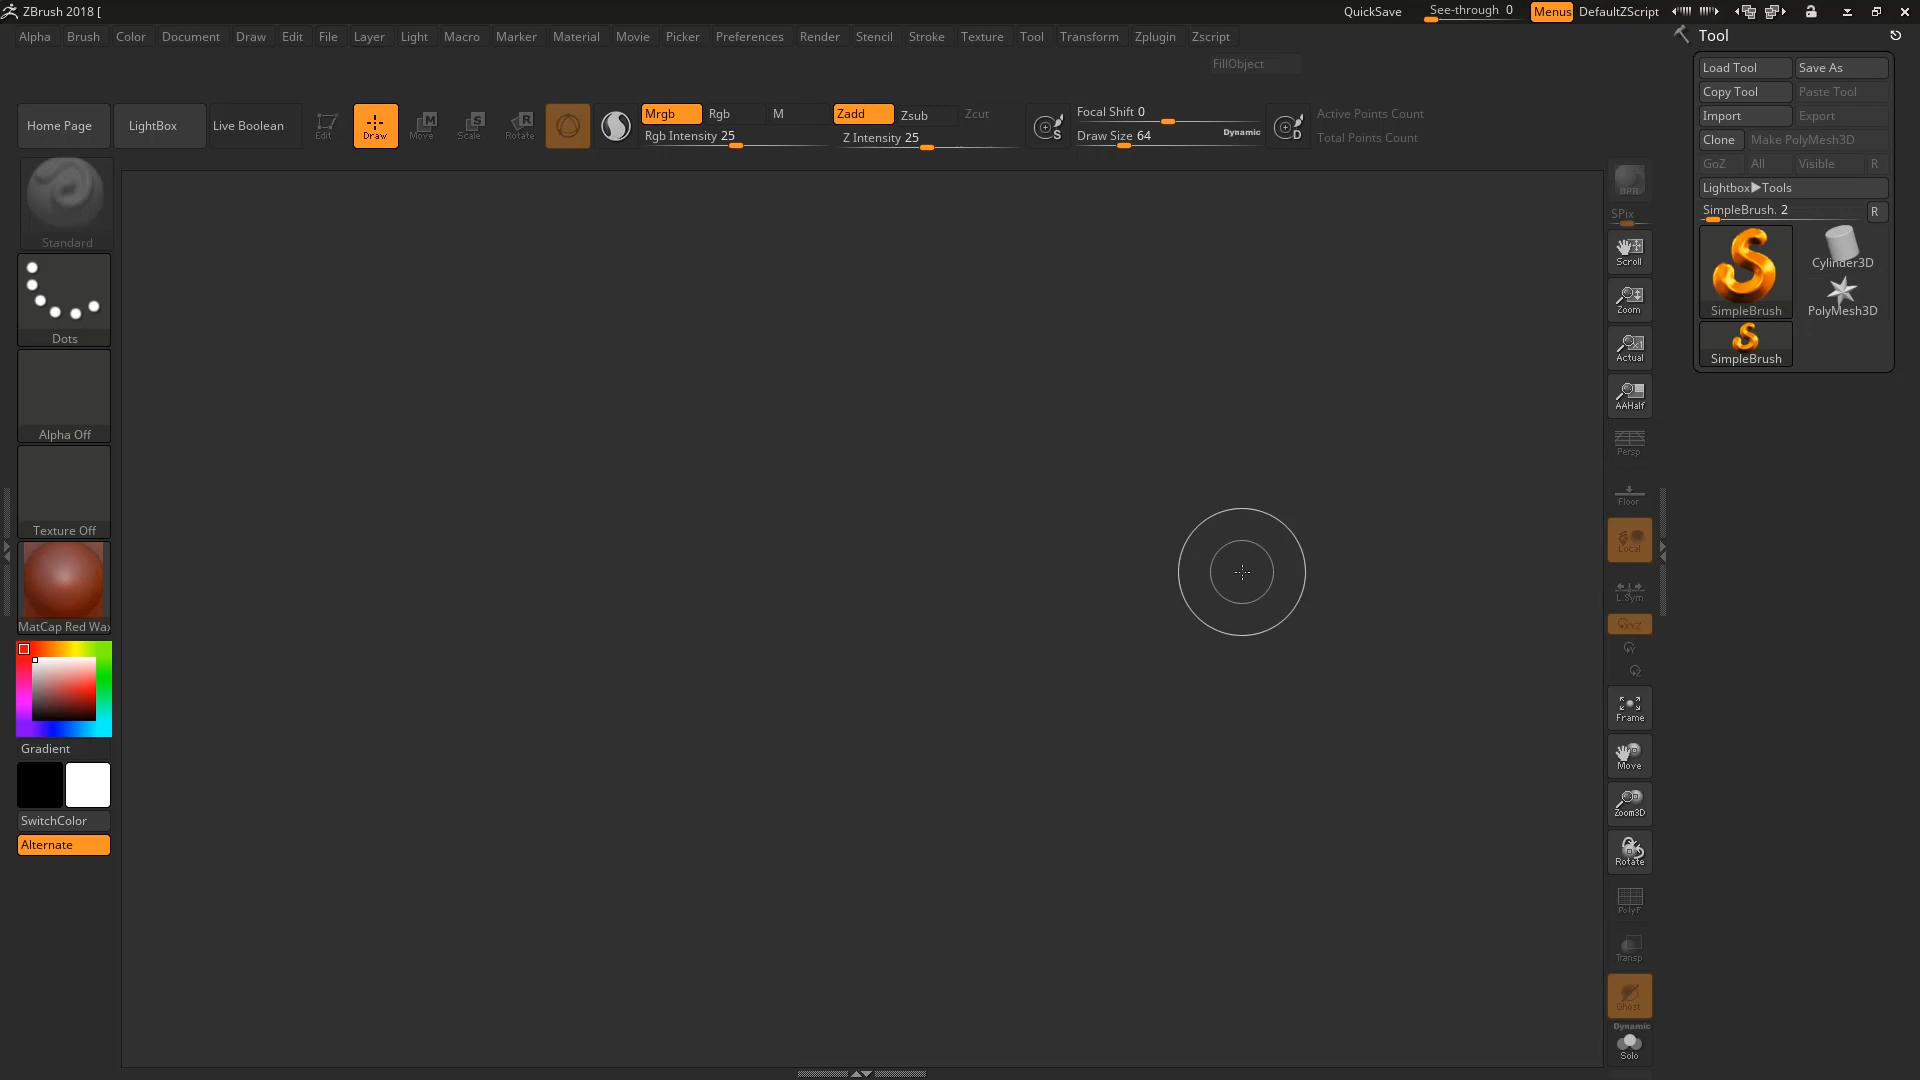 ZBrush 2018 [
QuickSave See-through 0 Menus DefaultZScript
Alpha Brush Color Document Draw Edit File Layer Light Macro Marker Material Movie Picker Preferences Render Stencil Stroke Texture Tool Transform Zplugin Zscript
FillObject
Home Page LightBox Live Boolean Edit Draw Move Scale Rotate
Mrgb Rgb M Zadd Zsub Zcut
Rgb Intensity 25 Z Intensity 25
Focal Shift 0
Draw Size 64 Dynamic
Active Points Count
Total Points Count
Standard
Dots
Alpha Off
Texture Off
MatCap Red Wax
Gradient
SwitchColor
Alternate
BPR
SPix
Scroll
Zoom
Actual
AAHalf
Persp
Floor
Local
L.Sym
XYZ
Y
Z
Frame
Move
Zoom3D
Rotate
PolyF
Transp
Ghost
Dynamic
Solo
Tool
Load Tool Save As
Copy Tool Paste Tool
Import Export
Clone Make PolyMesh3D
GoZ All Visible R
Lightbox▶Tools
SimpleBrush. 2 R
SimpleBrush
Cylinder3D
PolyMesh3D
SimpleBrush